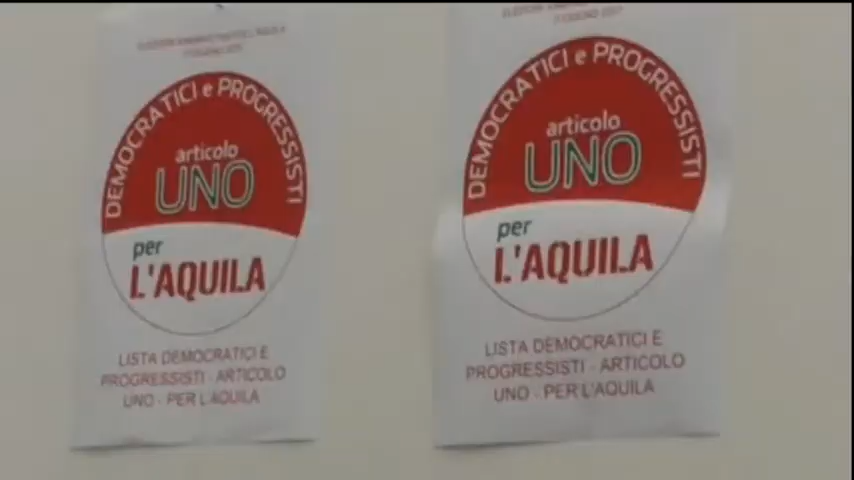 DEMOCRATICI e PROGRESSISTI
articolo
UNO
per
L'AQUILA
LISTA DEMOCRATICI E
PROGRESSISTI - ARTICOLO
UNO - PER L'AQUILA
DEMOCRATICI e PROGRESSISTI
articolo
UNO
per
L'AQUILA
LISTA DEMOCRATICI E
PROGRESSISTI - ARTICOLO
UNO - PER L'AQUILA